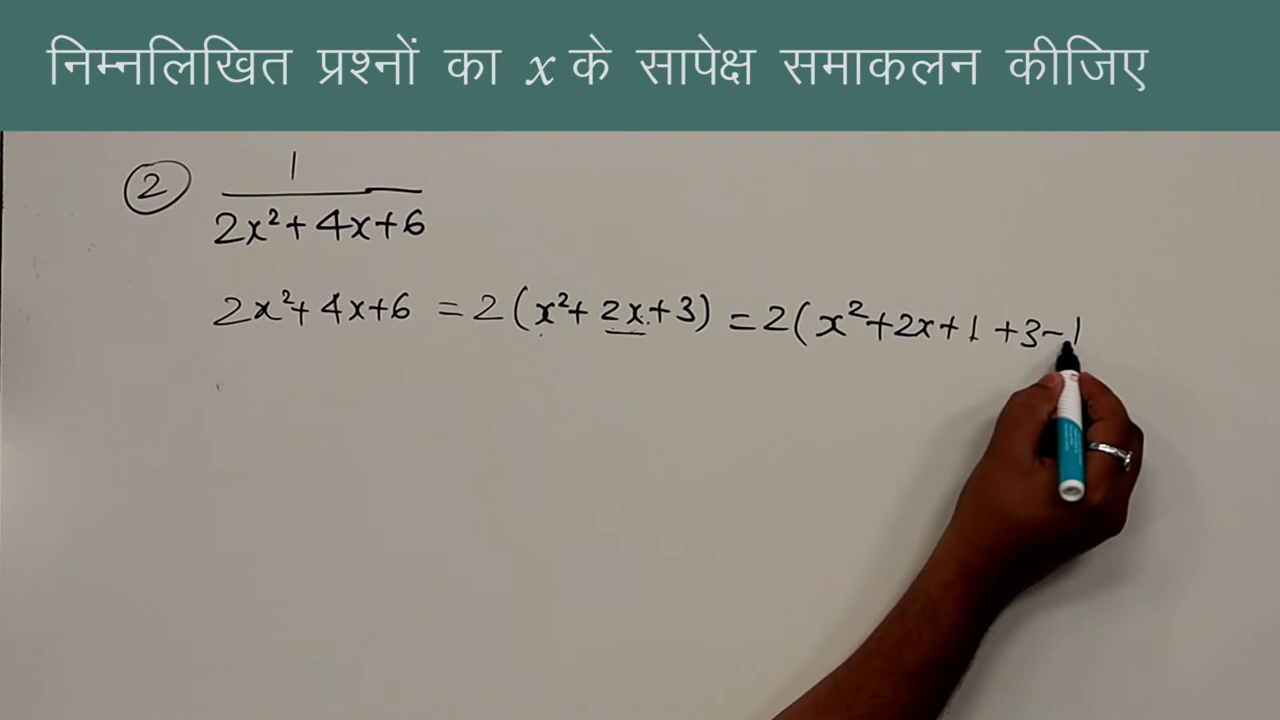 निम्नलिखित प्रश्नों का x के सापेक्ष समाकलन कीजिए
② 1
2x²+4x+6
2x²+4x+6 = 2(x²+2x+3) = 2(x²+2x+1+3-1